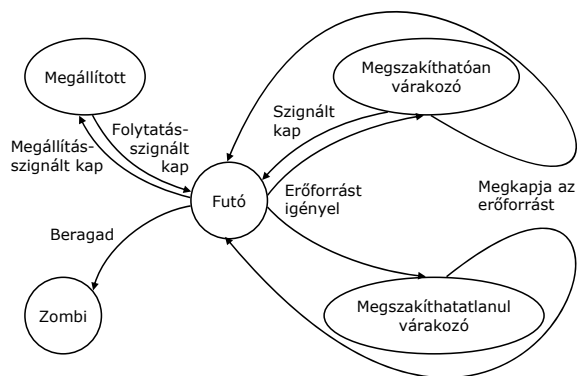 Megállított
Megszakíthatóan
várakozó
Szignált
kap
Folytatás-
szignált
kap
Megállítás-
szignált kap
Futó
Erőforrást
igényel
Megkapja az
erőforrást
Beragad
Zombi
Megszakíthatatlanul
várakozó